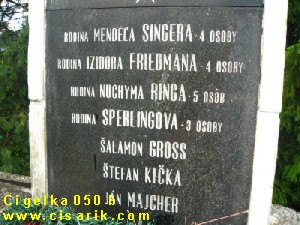 RODINA MENDEĽA SINGERA - 4 OSOBY
RODINA IZIDORA FRIEDMANA - 4 OSOBY
RODINA NUCHYMA RINGA - 5 OSÔB
RODINA SPERLINGOVA - 3 OSOBY
ŠALAMON GROSS
ŠTEFAN KIČKA
JÁN MAJCHER
Cigelka 050 b
www.cisarik.com